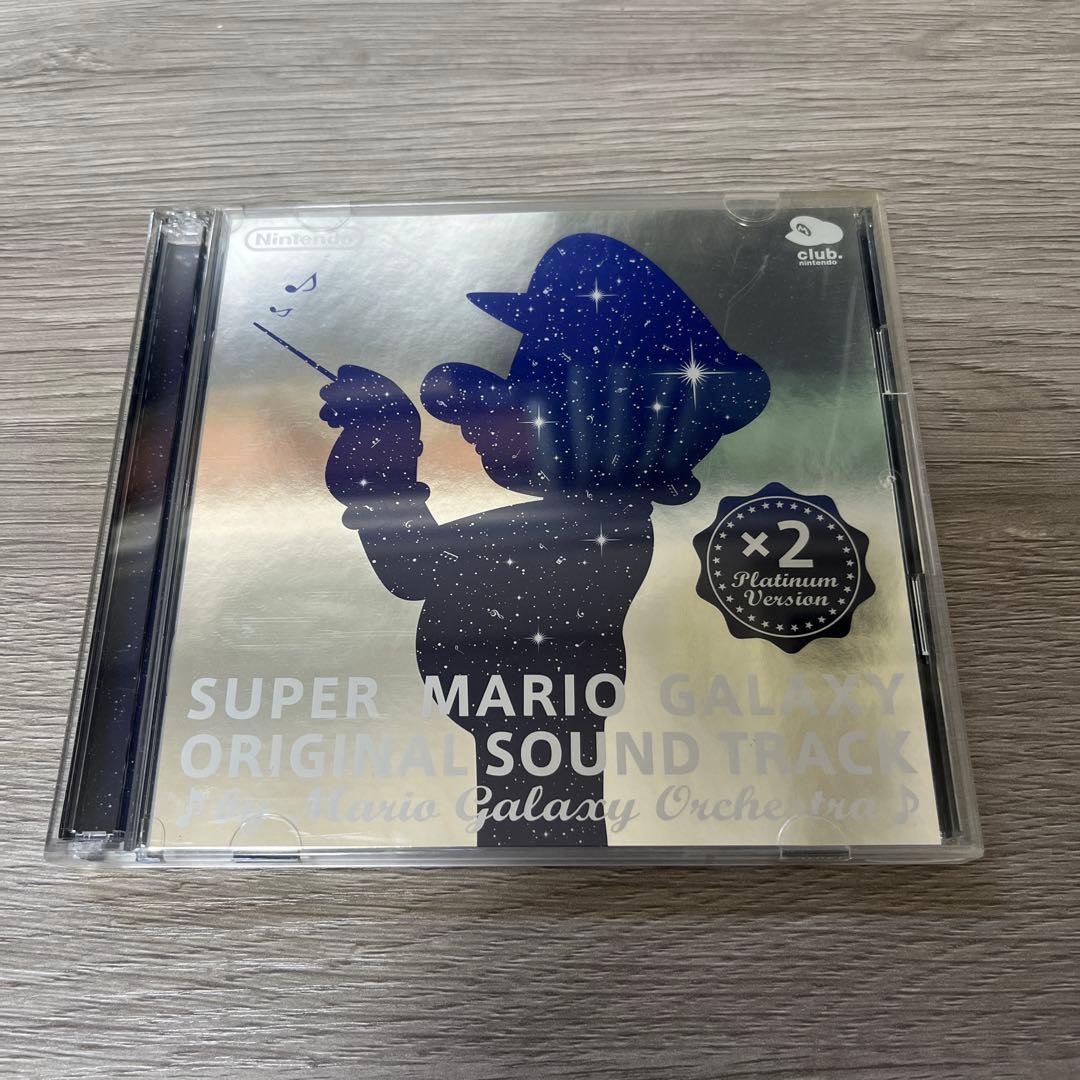 Nintendo
club.
nintendo
×2
Platinum
Version
SUPER MARIO GALAXY
ORIGINAL SOUND TRACK
♪ by Mario Galaxy Orchestra ♪